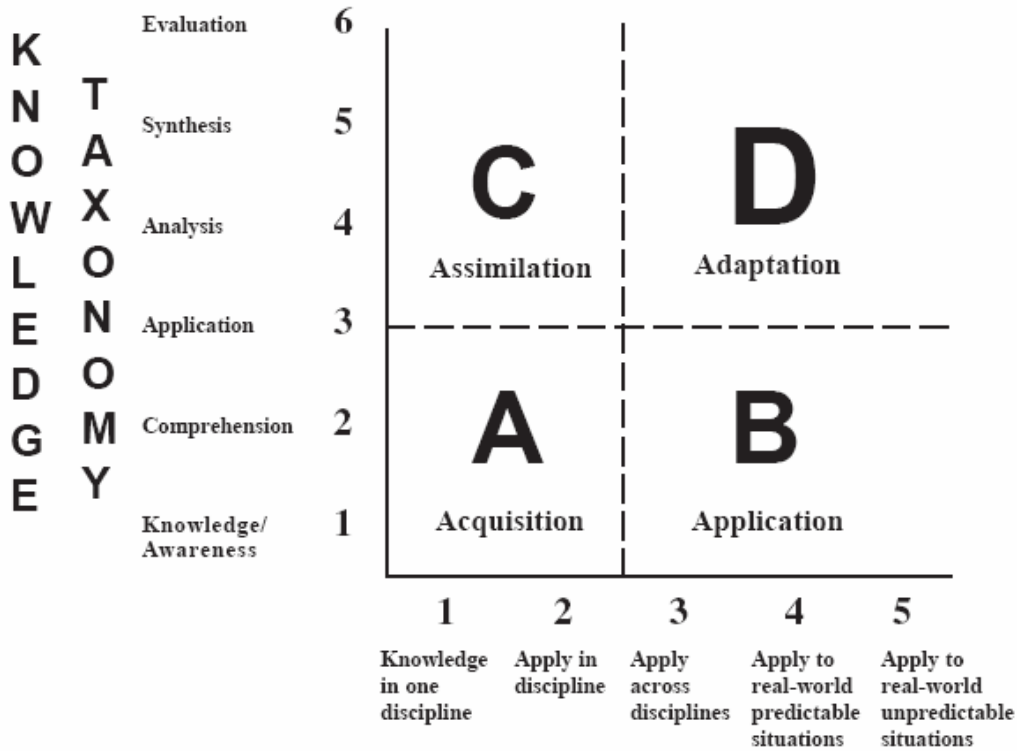 KNOWLEDGE
TAXONOMY
Evaluation 6
Synthesis 5
Analysis 4
Application 3
Comprehension 2
Knowledge/
Awareness
1
C
Assimilation
D
Adaptation
A
Acquisition
B
Application
1
Knowledge
in one
discipline
2
Apply in
discipline
3
Apply
across
disciplines
4
Apply to
real-world
predictable
situations
5
Apply to
real-world
unpredictable
situations